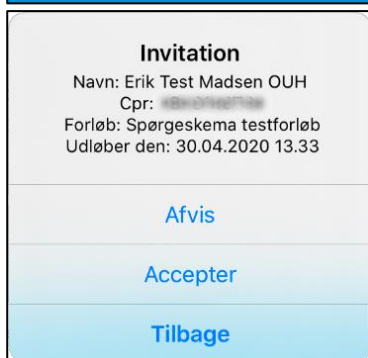 Invitation
Navn: Erik Test Madsen OUH
Cpr:
Forløb: Spørgeskema testforløb
Udløber den: 30.04.2020 13.33
Afvis
Accepter
Tilbage